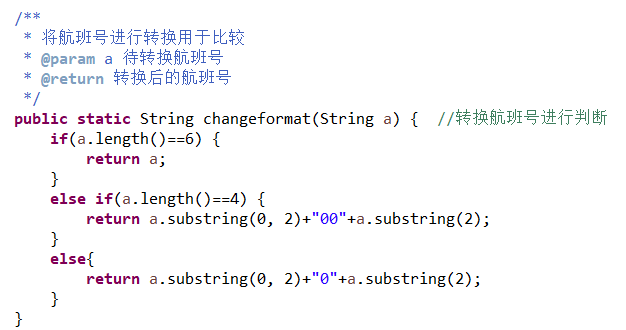 /**
 * 将航班号进行转换用于比较
 * @param a 待转换航班号
 * @return 转换后的航班号
 */
public static String changeformat(String a) {  //转换航班号进行判断
    if(a.length()==6) {
        return a;
    }
    else if(a.length()==4) {
        return a.substring(0, 2)+"00"+a.substring(2);
    }
    else{
        return a.substring(0, 2)+"0"+a.substring(2);
    }
}